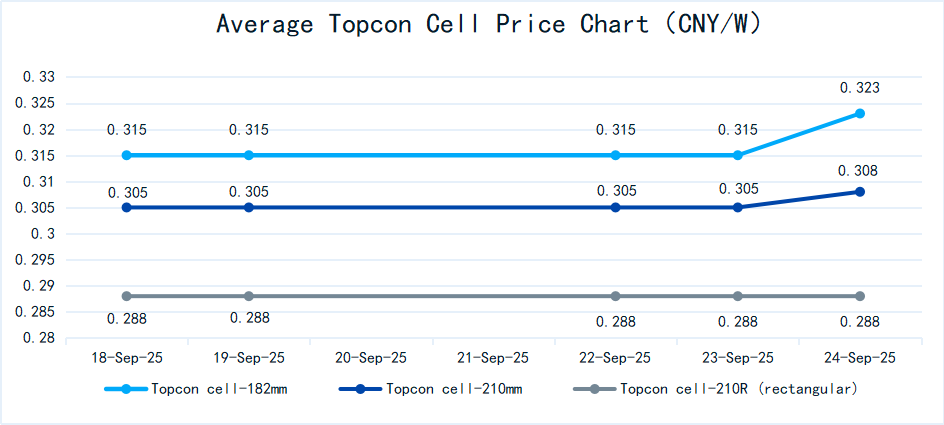 Average Topcon Cell Price Chart (CNY/W)
0.33
0.325
0.32
0.315
0.31
0.305
0.3
0.295
0.29
0.285
0.28
0.315 0.315 0.315 0.315 0.323
0.305 0.305 0.305 0.305 0.308
0.288 0.288 0.288 0.288 0.288
18-Sep-25 19-Sep-25 20-Sep-25 21-Sep-25 22-Sep-25 23-Sep-25 24-Sep-25
Topcon cell-182mm Topcon cell-210mm Topcon cell-210R (rectangular)